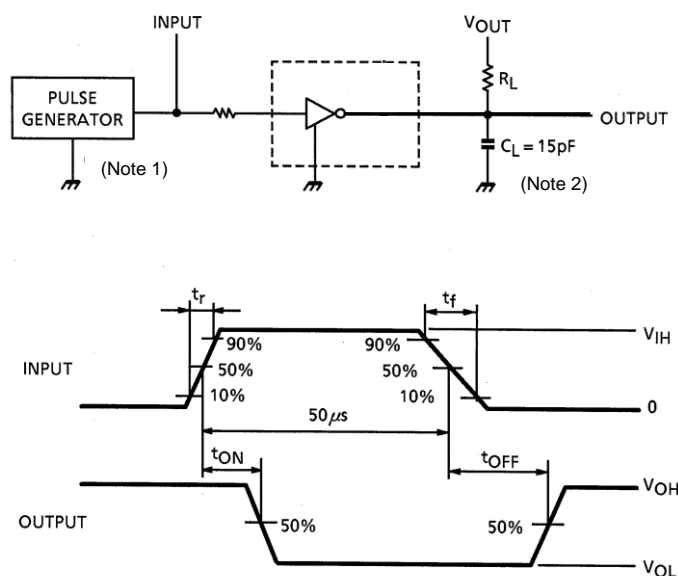 INPUT
VOUT
RL
PULSE
GENERATOR
OUTPUT
CL = 15pF
(Note 1)
(Note 2)
tr
tf
VIH
90%
90%
INPUT
50%
50%
10%
10%
0
50μs
tON
tOFF
VOH
OUTPUT
50%
50%
VOL